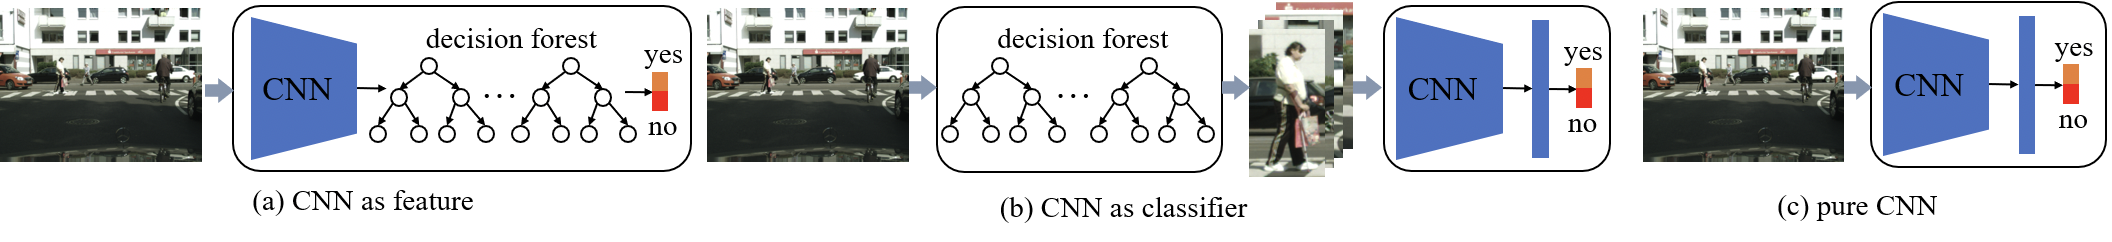 decision forest
CNN
yes
no
(a) CNN as feature
decision forest
CNN
yes
no
(b) CNN as classifier
CNN
yes
no
(c) pure CNN